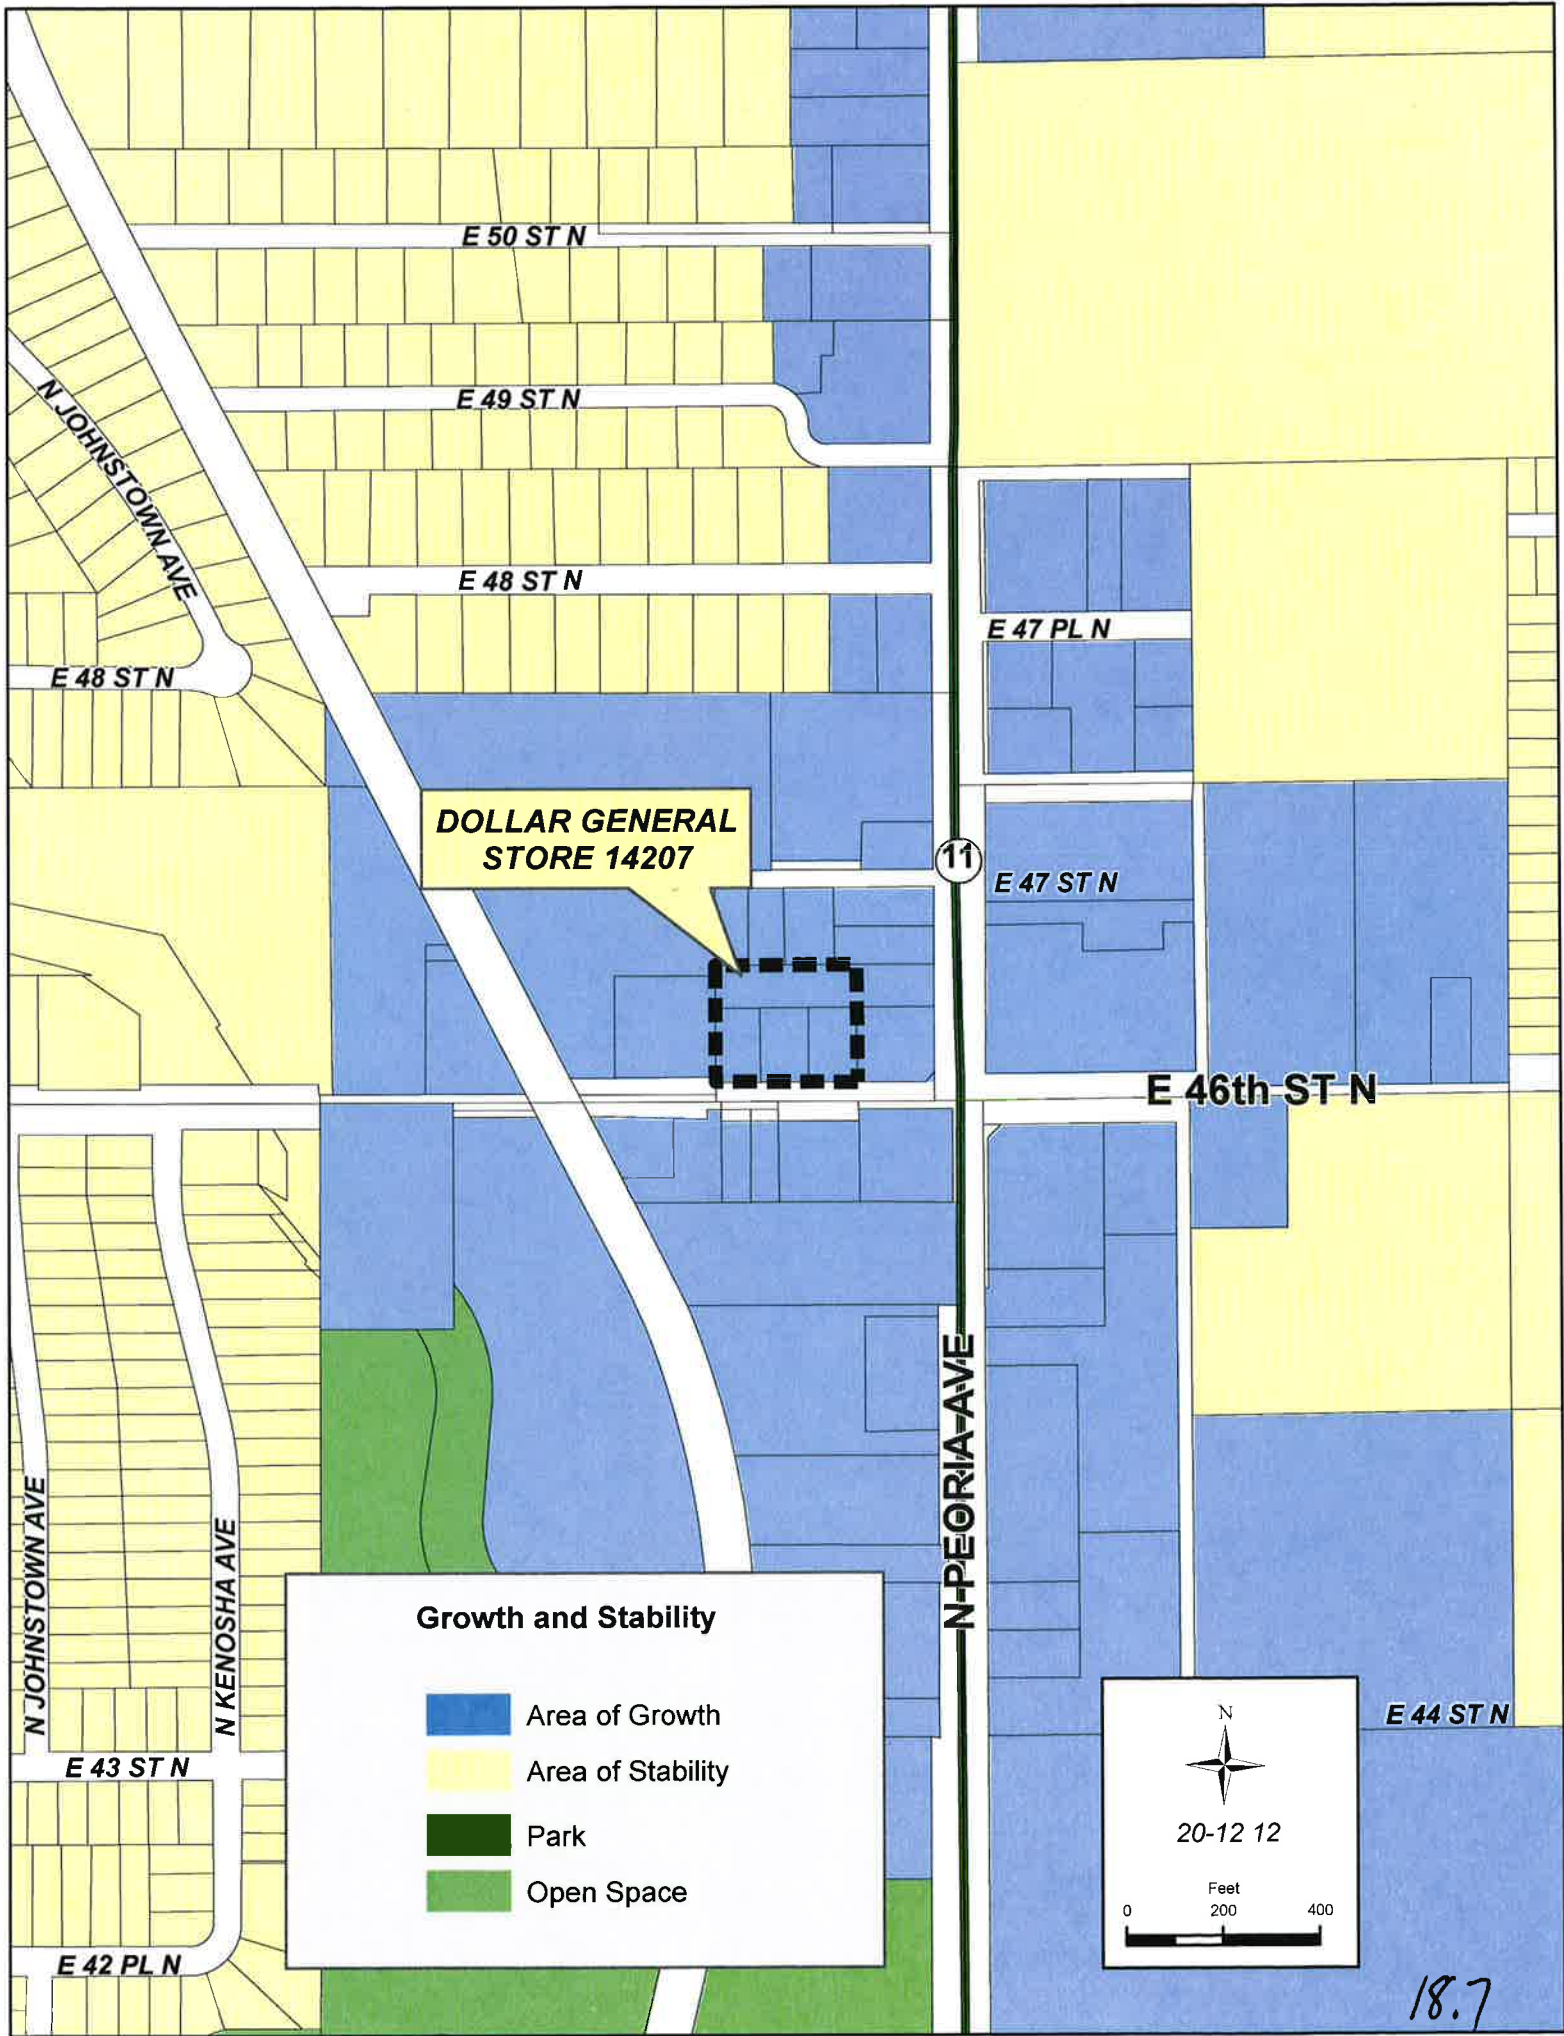 E 50 ST N
E 49 ST N
N JOHNSTOWN AVE
E 48 ST N
E 47 PL N
E 48 ST N
DOLLAR GENERAL
STORE 14207
11
E 47 ST N
E 46th ST N
N PEORIA AVE
N JOHNSTOWN AVE
N KENOSHA AVE
Growth and Stability
Area of Growth
Area of Stability
Park
Open Space
E 43 ST N
E 42 PL N
E 44 ST N
N
20-12 12
Feet
0 200 400
18.7